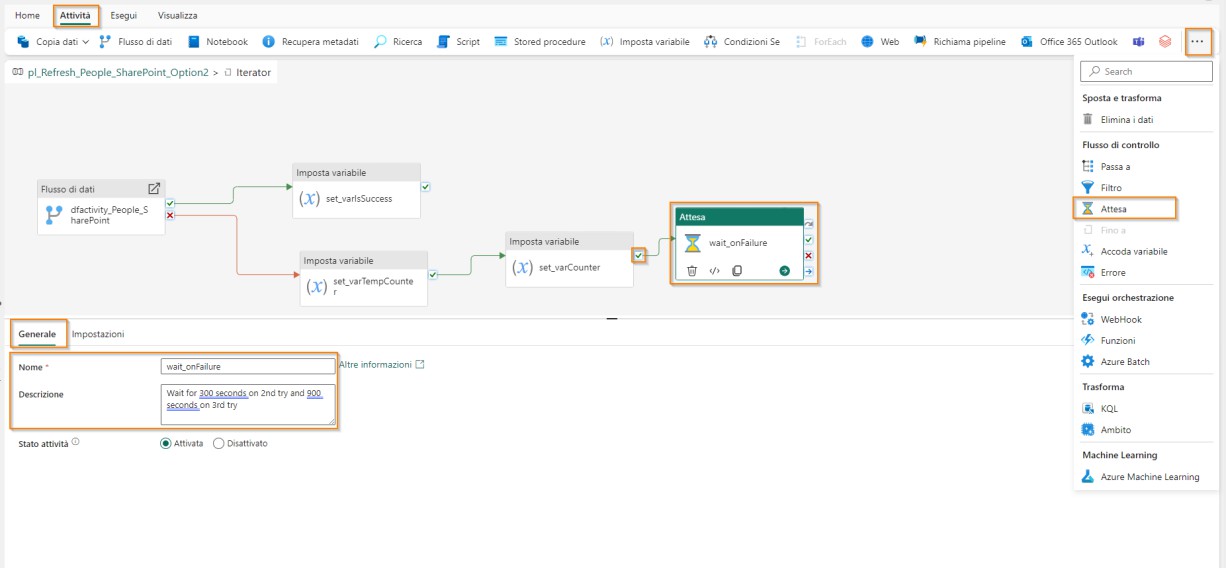 Home Attività Esegui Visualizza
Copia dati Flusso di dati Notebook Recupera metadati Ricerca Script Stored procedure (x) Imposta variabile Condizioni Se ForEach Web Richiama pipeline Office 365 Outlook ...
pl_Refresh_People_SharePoint_Option2 > Iterator
Search
Sposta e trasforma
Elimina i dati
Flusso di controllo
Passa a
Filtro
Attesa
Fino a
Accoda variabile
Errore
Esegui orchestrazione
WebHook
Funzioni
Azure Batch
Trasforma
KQL
Ambito
Machine Learning
Azure Machine Learning
Flusso di dati
dfactivity_People_S
harePoint
Imposta variabile
(x) set_varIsSuccess
Imposta variabile
(x) set_varTempCounte
r
Imposta variabile
(x) set_varCounter
Attesa
wait_onFailure
Generale Impostazioni
Nome * wait_onFailure Altre informazioni
Descrizione Wait for 300 seconds on 2nd try and 900
seconds on 3rd try
Stato attività Attivata Disattivato